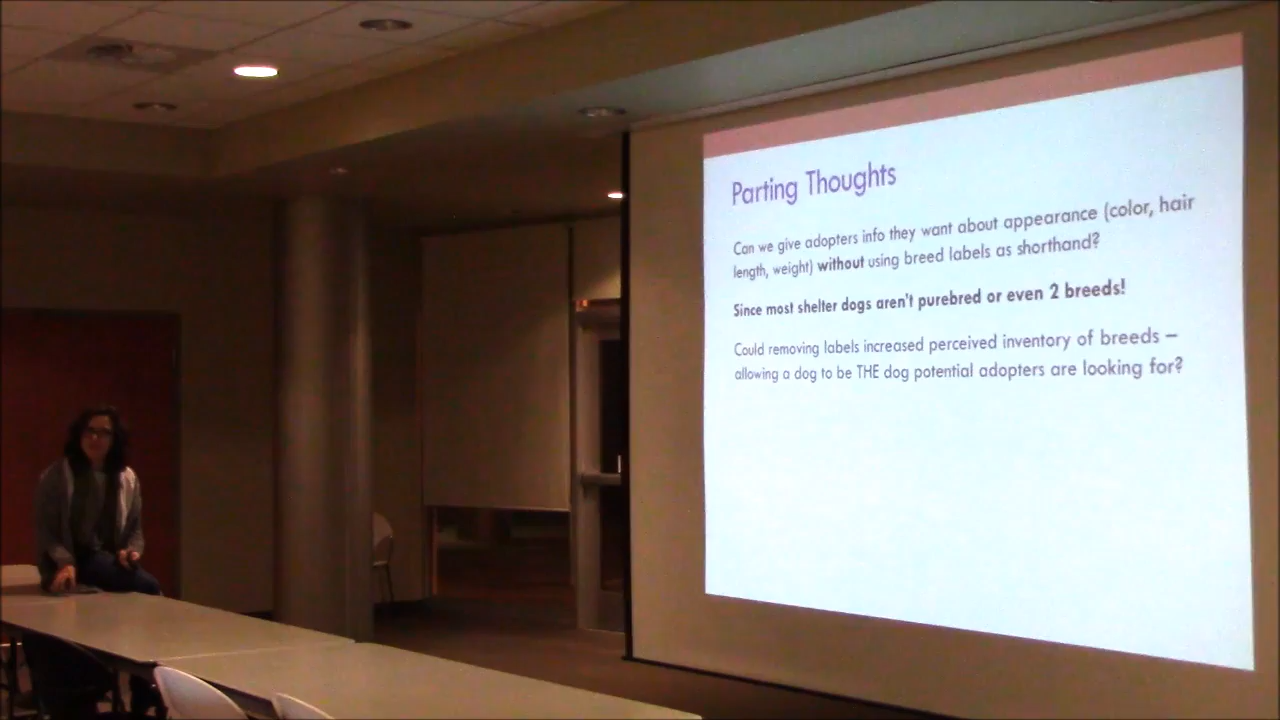 Parting Thoughts
Can we give adopters info they want about appearance (color, hair
length, weight) without using breed labels as shorthand?
Since most shelter dogs aren't purebred or even 2 breeds!
Could removing labels increased perceived inventory of breeds –
allowing a dog to be THE dog potential adopters are looking for?